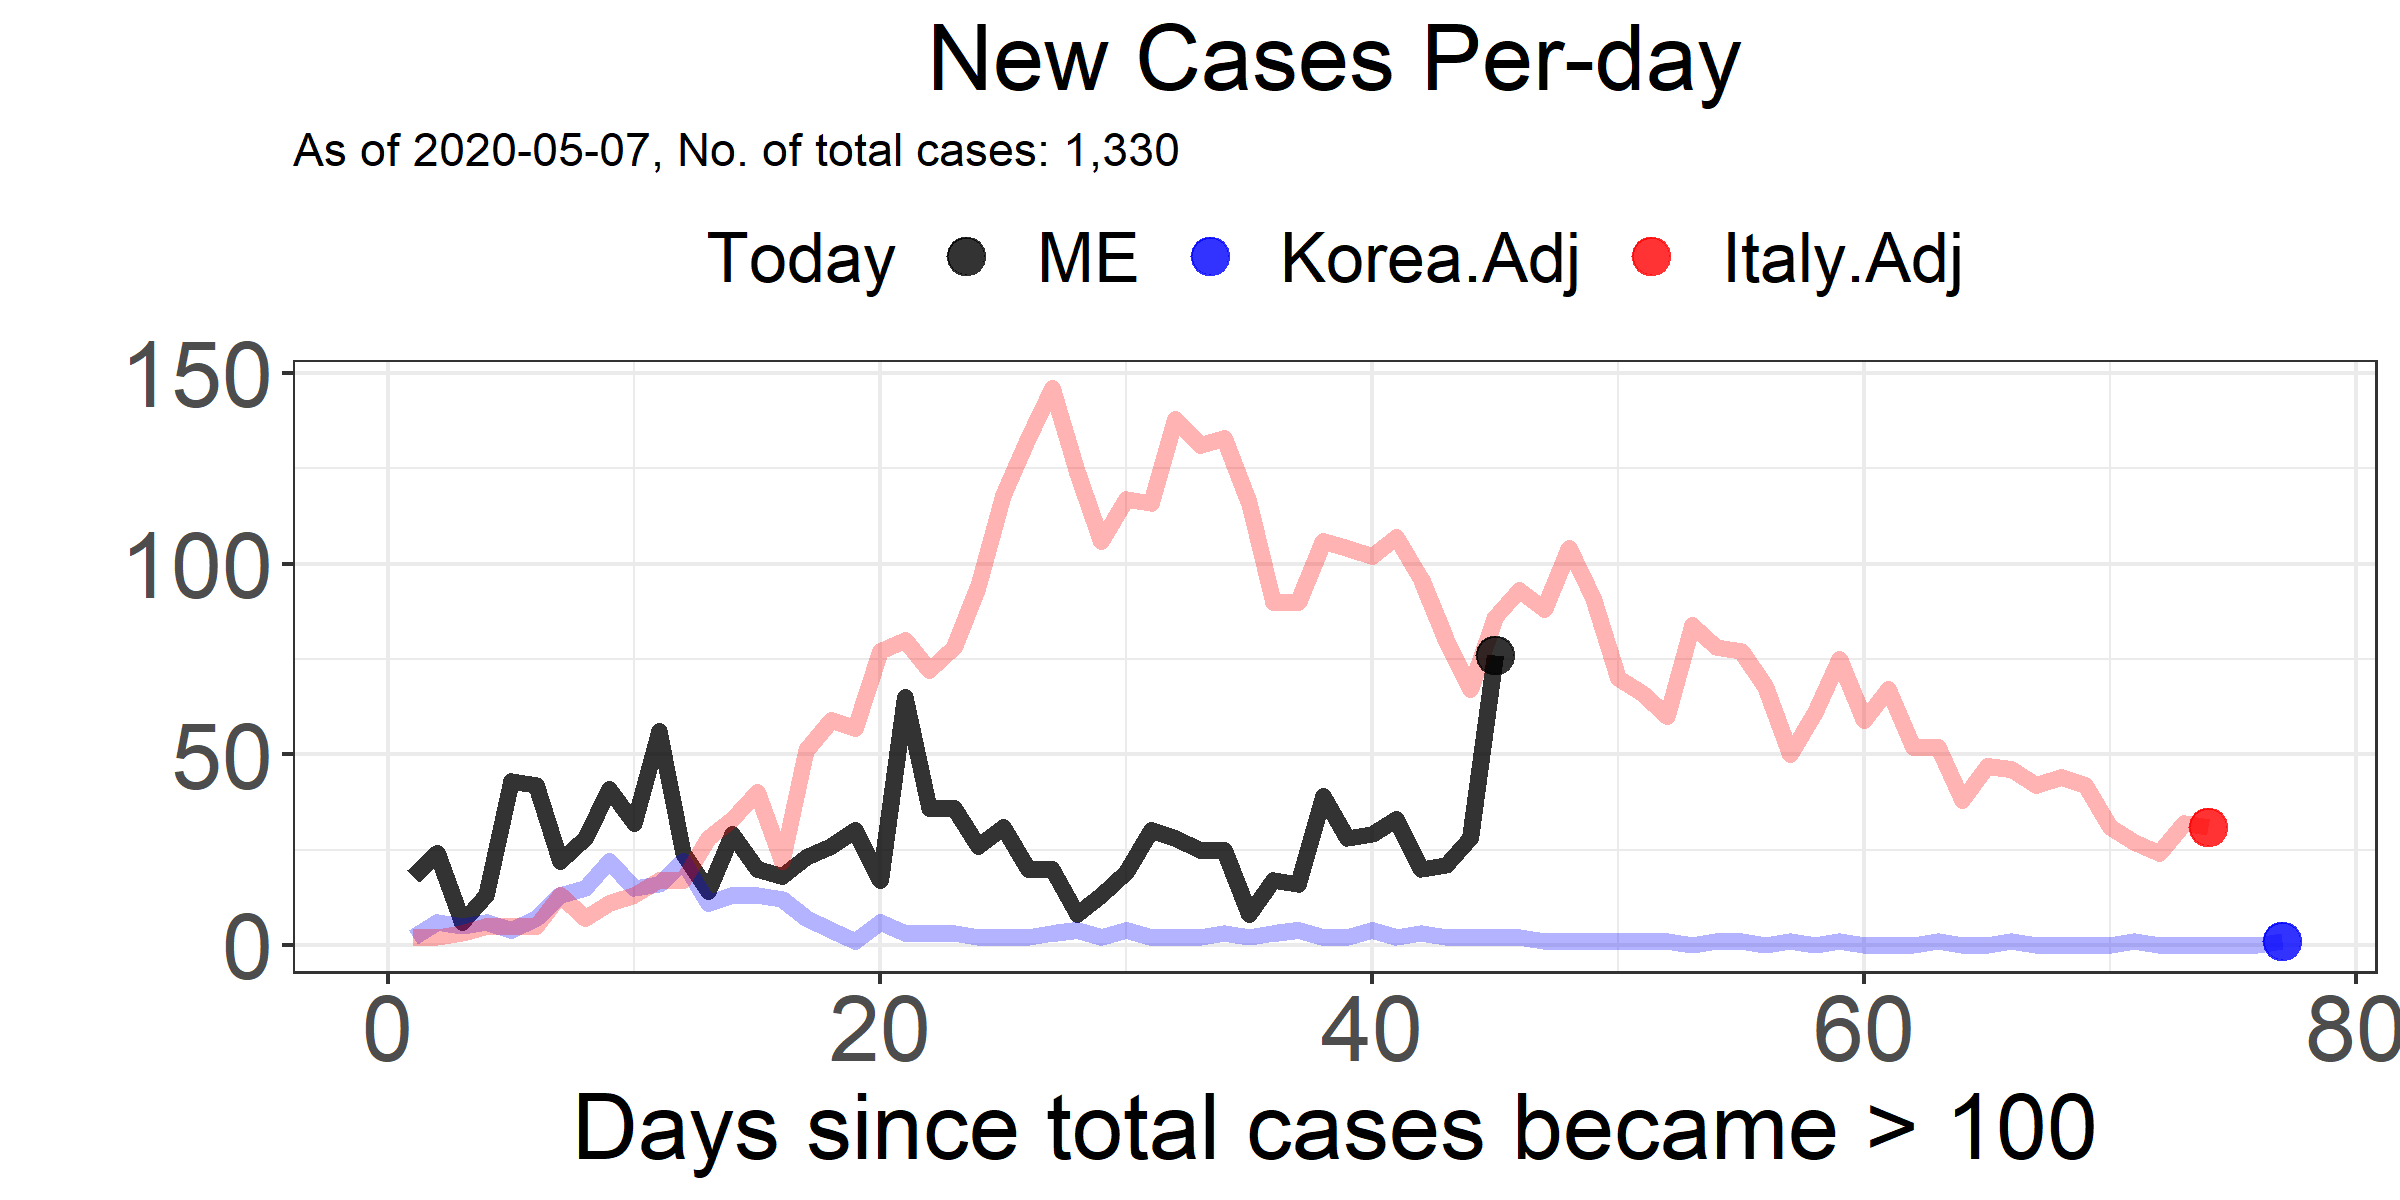 New Cases Per-day
As of 2020-05-07, No. of total cases: 1,330
Today ME Korea.Adj Italy.Adj
150
100
50
0
0 20 40 60 80
Days since total cases became > 100